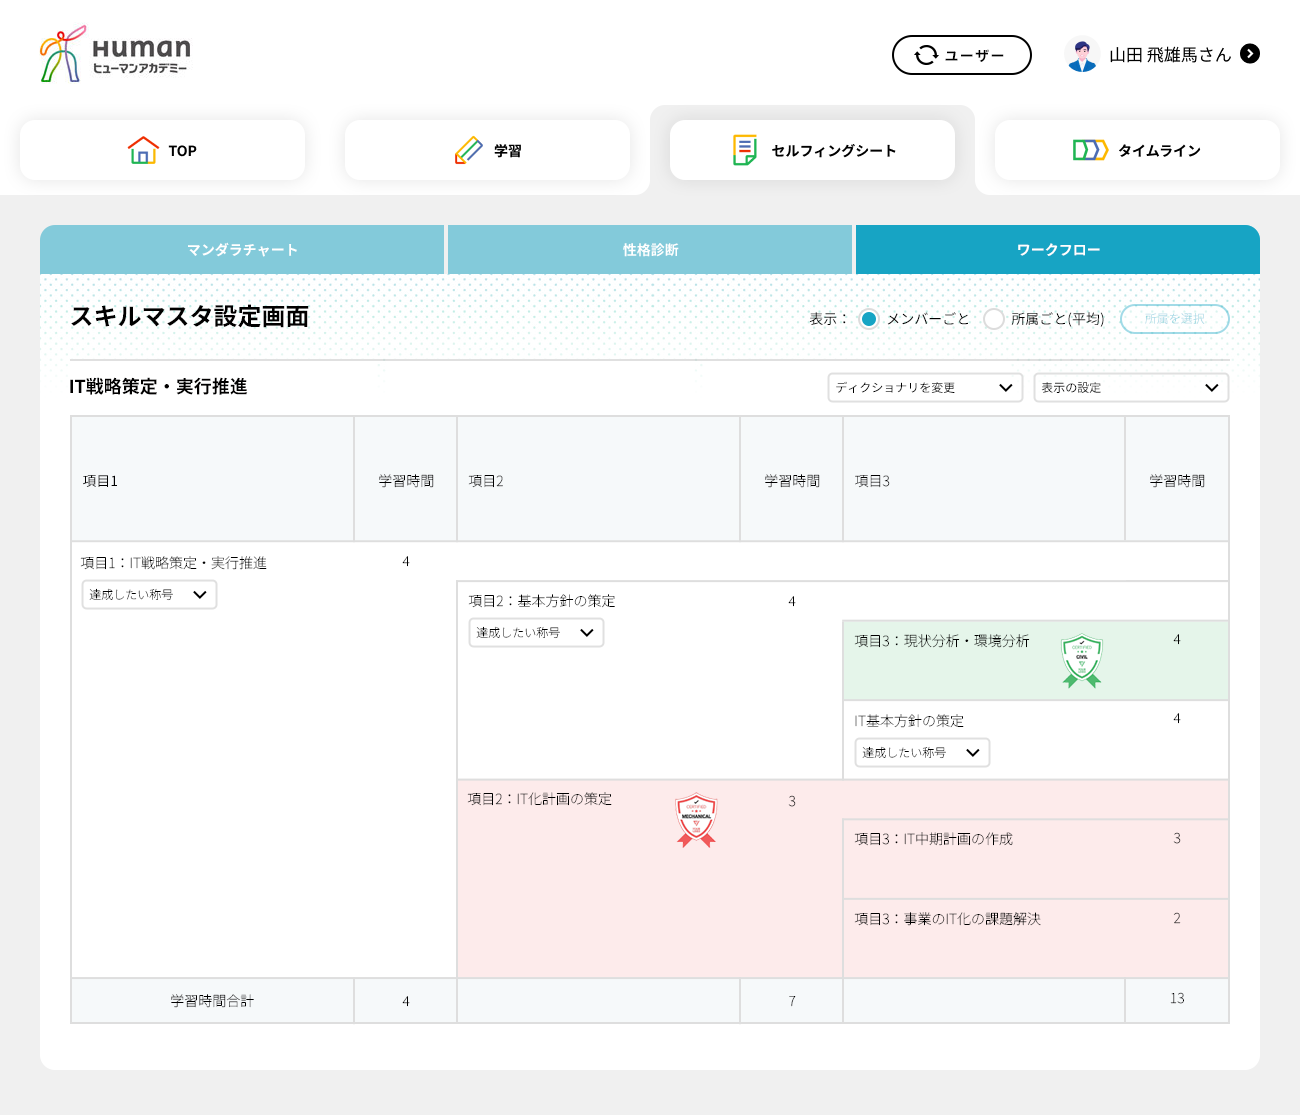 Human
ヒューマンアカデミー
ユーザー
山田 飛雄馬さん
TOP
学習
セルフィングシート
タイムライン
マンダラチャート
性格診断
ワークフロー
スキルマスタ設定画面
表示：
メンバーごと
所属ごと(平均)
所属を選択
IT戦略策定・実行推進
ディクショナリを変更
表示の設定
項目1
学習時間
項目2
学習時間
項目3
学習時間
項目1：IT戦略策定・実行推進
4
達成したい称号
項目2：基本方針の策定
4
達成したい称号
項目3：現状分析・環境分析
CERTIFIED
CIVIL
4
IT基本方針の策定
4
達成したい称号
項目2：IT化計画の策定
CERTIFIED
MECHANICAL
3
項目3：IT中期計画の作成
3
項目3：事業のIT化の課題解決
2
学習時間合計
4
7
13